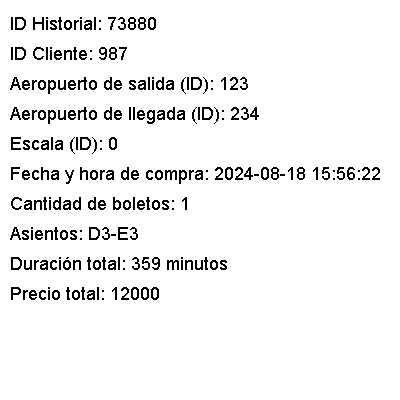 ID Historial: 73880
ID Cliente: 987
Aeropuerto de salida (ID): 123
Aeropuerto de llegada (ID): 234
Escala (ID): 0
Fecha y hora de compra: 2024-08-18 15:56:22
Cantidad de boletos: 1
Asientos: D3-E3
Duración total: 359 minutos
Precio total: 12000